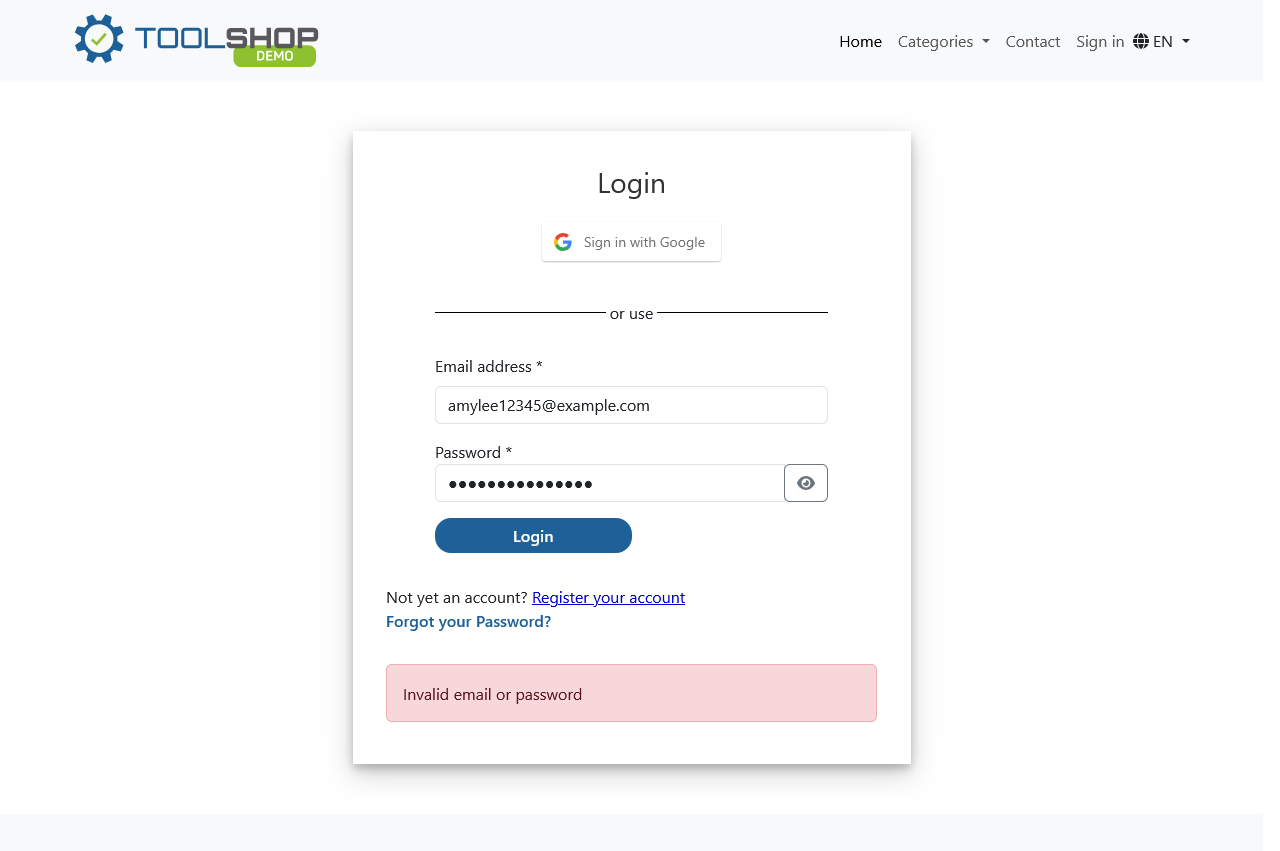 TOOLSHOP
DEMO
Home Categories Contact Sign in EN
Login
Sign in with Google
or use
Email address *
amylee12345@example.com
Password *
●●●●●●●●●●●●●●●
Login
Not yet an account? Register your account
Forgot your Password?
Invalid email or password